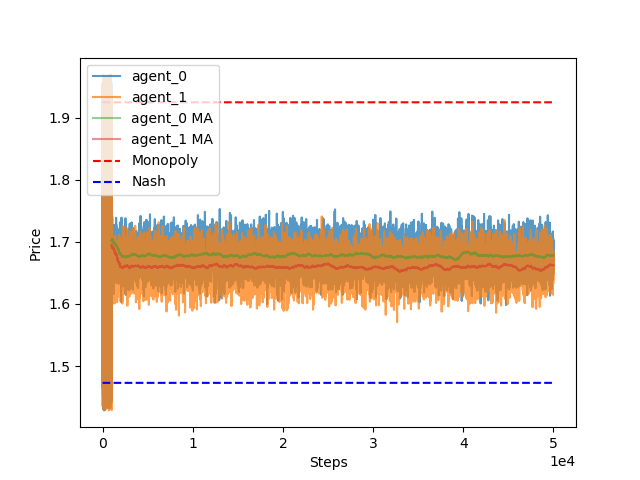 agent_0
agent_1
agent_0 MA
agent_1 MA
Monopoly
Nash
Price
1.9
1.8
1.7
1.6
1.5
0 1 2 3 4 5
1e4
Steps